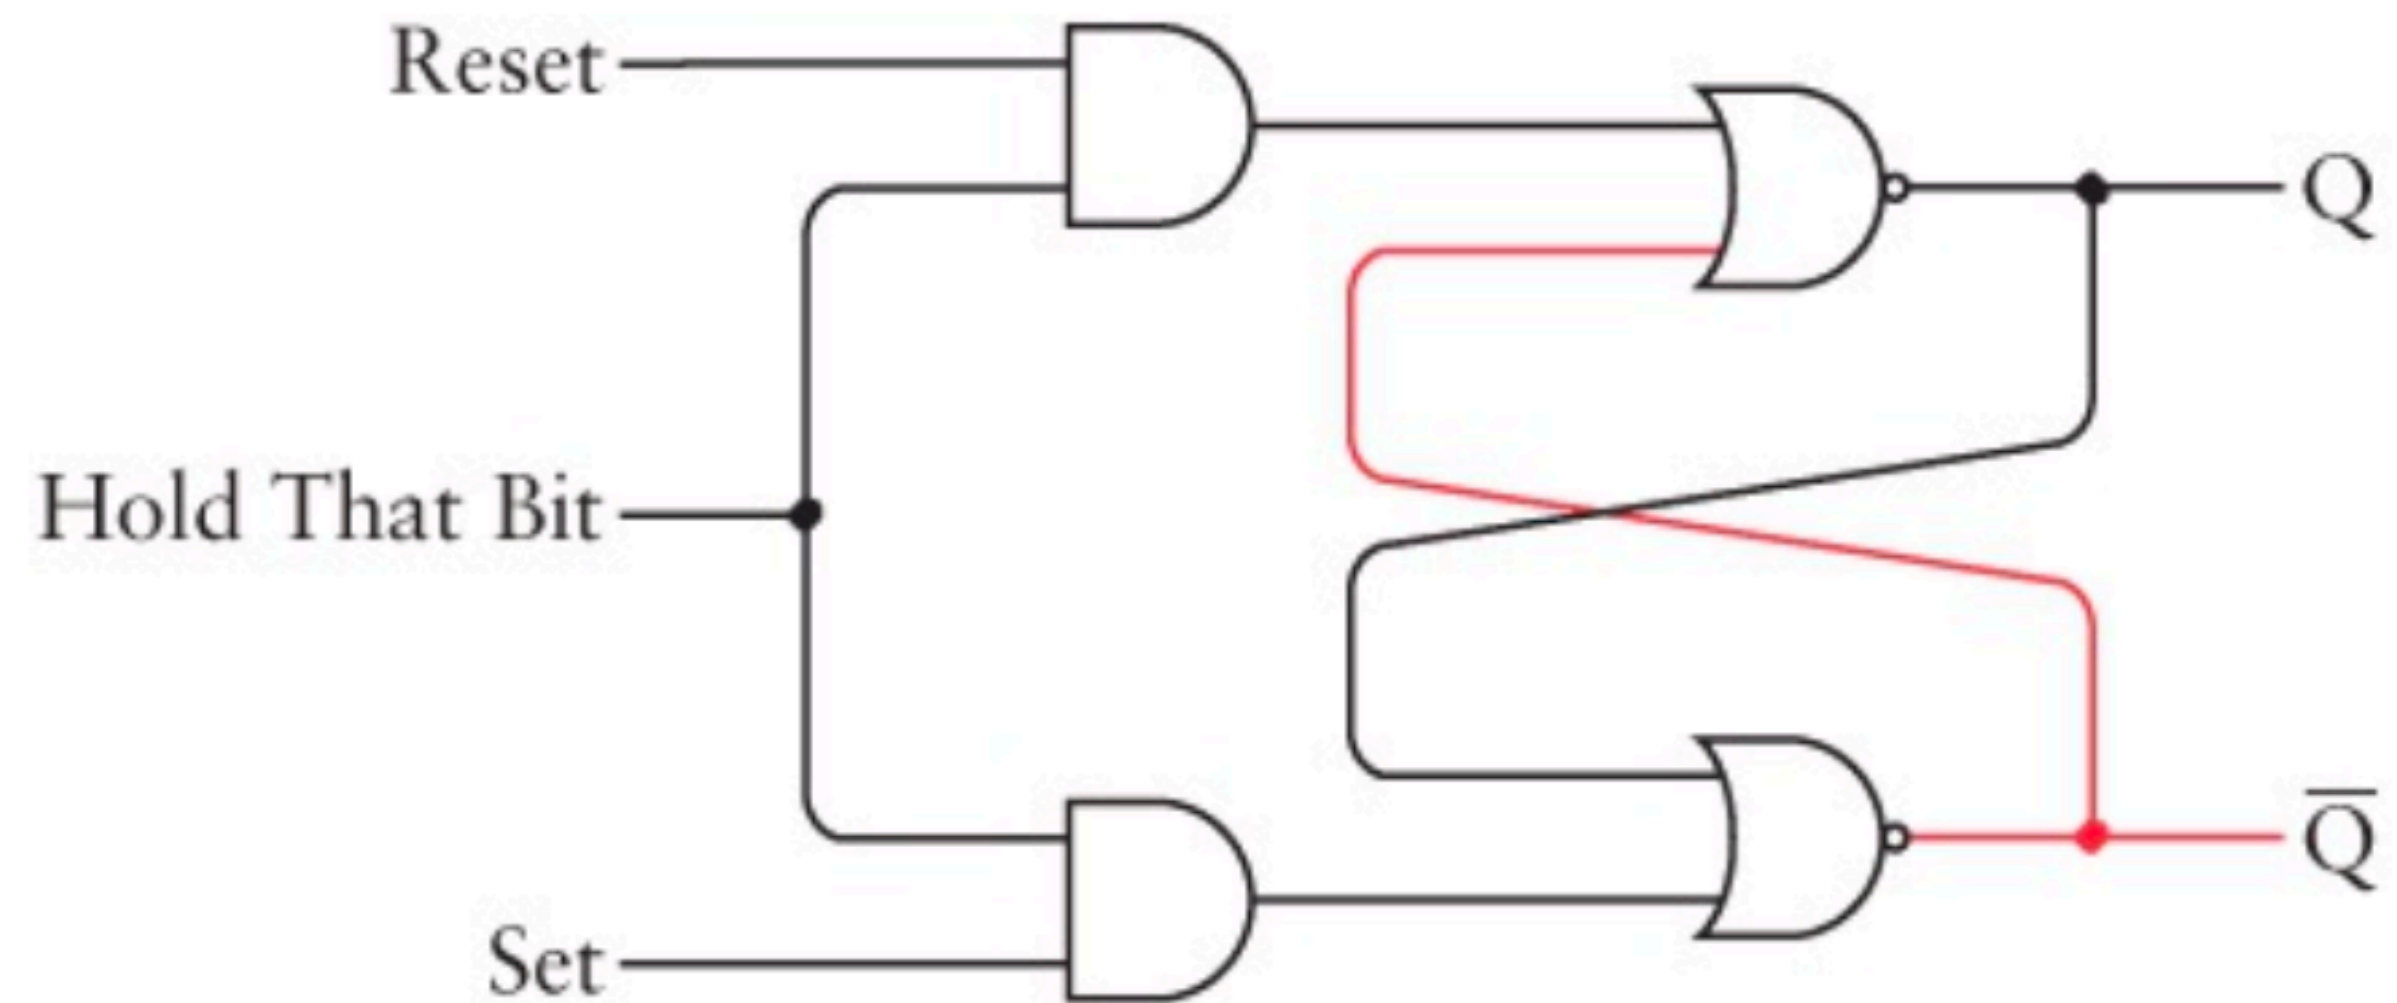 Reset
Q
Hold That Bit
Q̅
Set